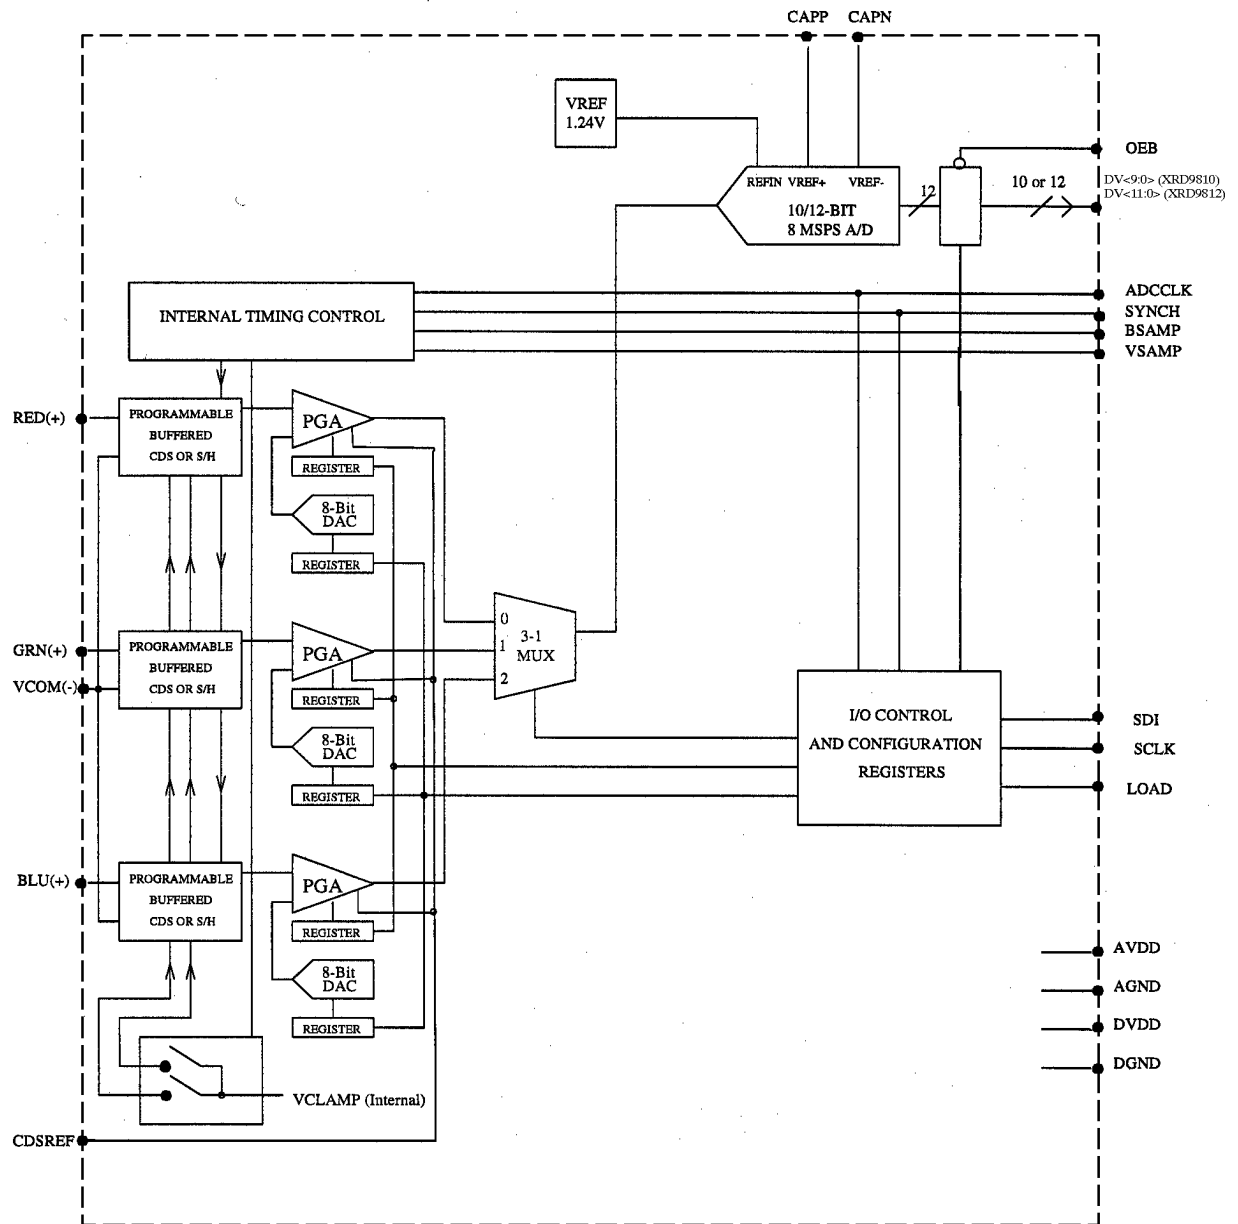 CAPP CAPN
VREF
1.24V
OEB
REFIN VREF+ VREF-
10/12-BIT
8 MSPS A/D
12
10 or 12
DV<9:0> (XRD9810)
DV<11:0> (XRD9812)
INTERNAL TIMING CONTROL
ADCCLK
SYNCH
BSAMP
VSAMP
RED(+)
PROGRAMMABLE
BUFFERED
CDS OR S/H
PGA
REGISTER
8-Bit
DAC
REGISTER
GRN(+)
VCOM(-)
PROGRAMMABLE
BUFFERED
CDS OR S/H
PGA
REGISTER
8-Bit
DAC
REGISTER
0
1
2
3-1
MUX
I/O CONTROL
AND CONFIGURATION
REGISTERS
SDI
SCLK
LOAD
BLU(+)
PROGRAMMABLE
BUFFERED
CDS OR S/H
PGA
REGISTER
8-Bit
DAC
REGISTER
AVDD
AGND
DVDD
DGND
VCLAMP (Internal)
CDSREF